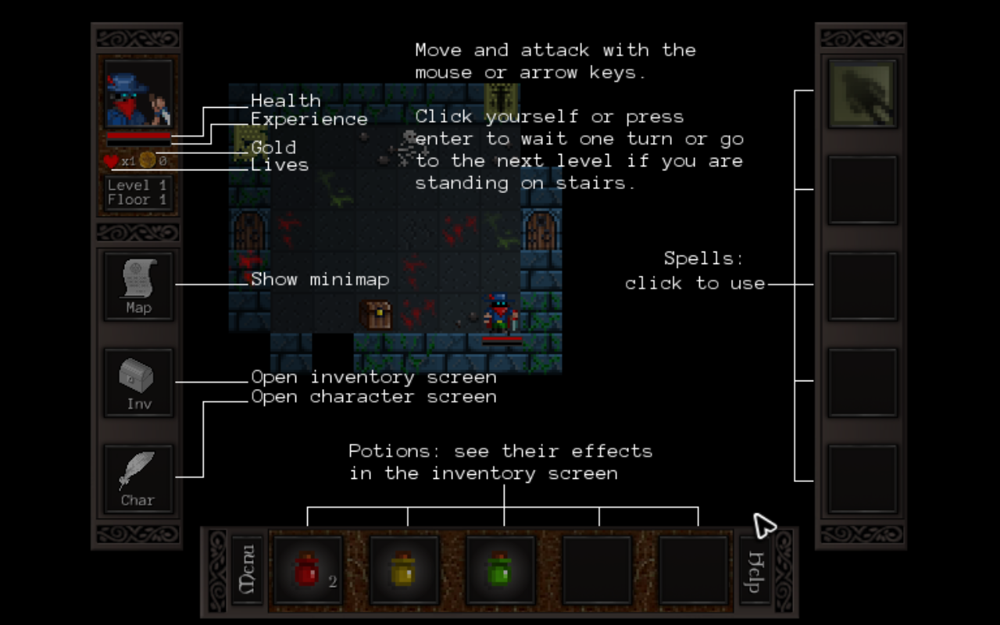 Move and attack with the
mouse or arrow keys.
Click yourself or press
enter to wait one turn or go
to the next level if you are
standing on stairs.
Health
Experience
Gold
Lives
x1
0
Level 1
Floor 1
Show minimap
Map
Spells:
click to use
Open inventory screen
Open character screen
Inv
Char
Potions: see their effects
in the inventory screen
Menu
2
Help